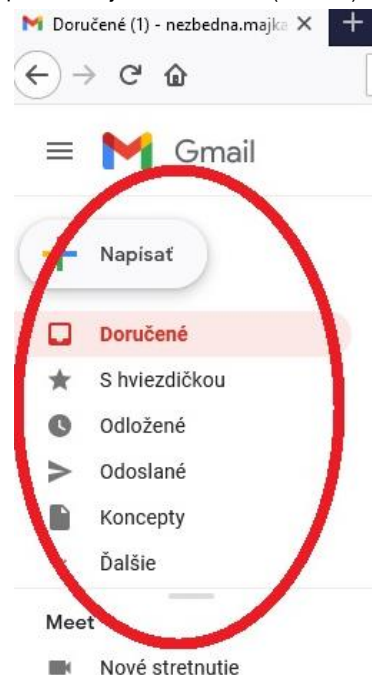 Doručené (1) - nezbedna.majka
Gmail
Napísať
Doručené
S hviezdičkou
Odložené
Odoslané
Koncepty
Ďalšie
Meet
Nové stretnutie